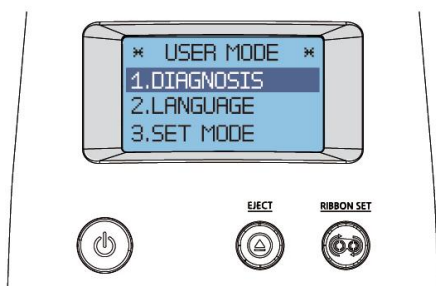 * USER MODE *
1.DIAGNOSIS
2.LANGUAGE
3.SET MODE
EJECT
RIBBON SET